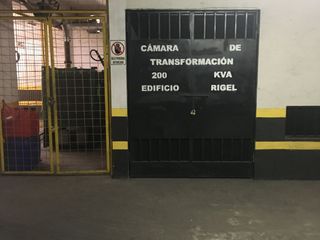 CÁMARA DE
TRANSFORMACIÓN
200 KVA
EDIFICIO RIGEL